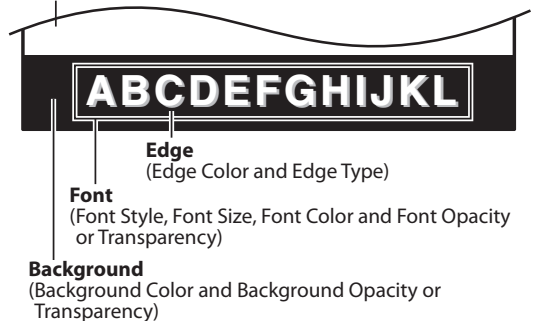 ABCDEFGHIJKL
Edge
(Edge Color and Edge Type)
Font
(Font Style, Font Size, Font Color and Font Opacity
or Transparency)
Background
(Background Color and Background Opacity or
Transparency)